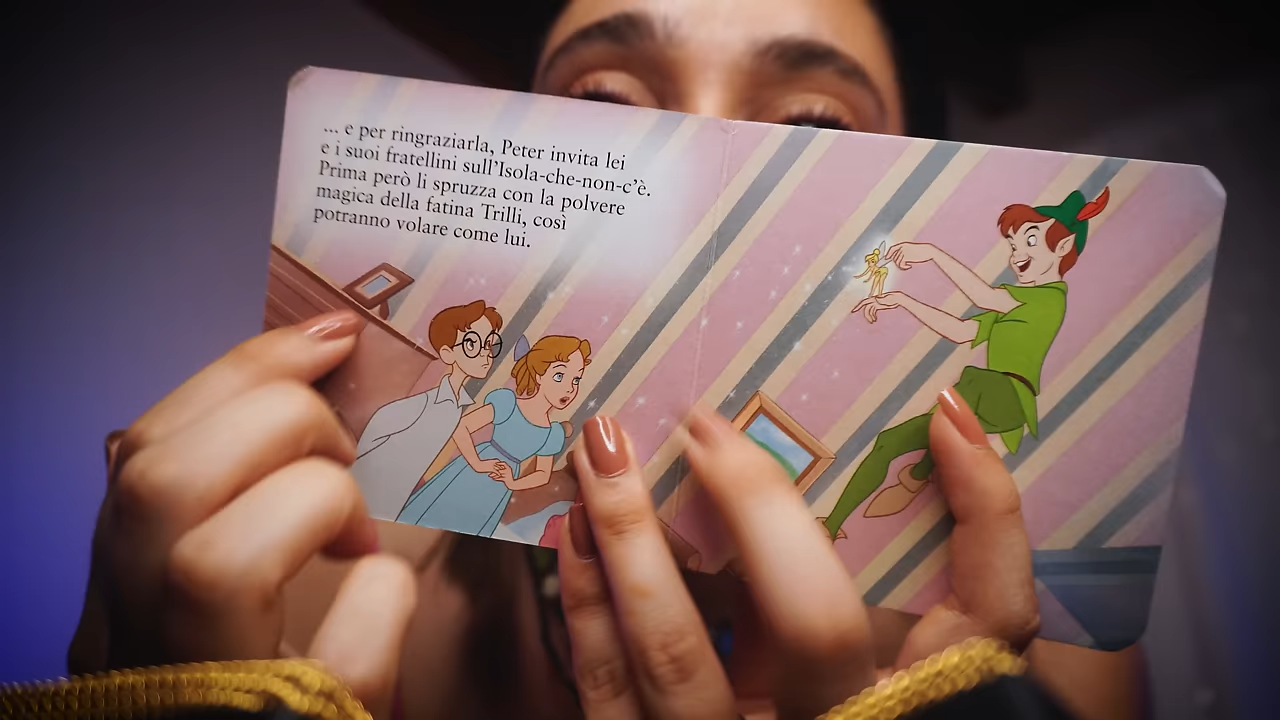 ... e per ringraziarla, Peter invita lei
e i suoi fratellini sull'Isola-che-non-c'è.
Prima però li spruzza con la polvere
magica della fatina Trilli, così
potranno volare come lui.